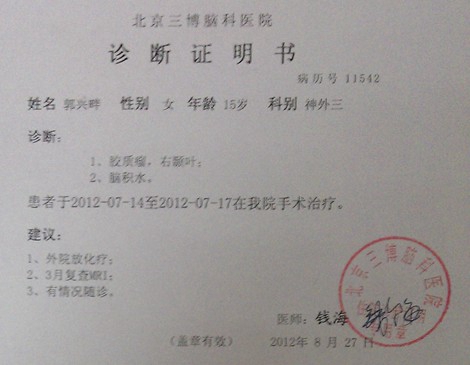 北京三博脑科医院
诊断证明书
病历号 11542
姓名 郭兴畔 性别 女 年龄 15岁 科别 神外三
诊断：
1、胶质瘤，右颞叶；
2、脑积水。
患者于2012-07-14至2012-07-17在我院手术治疗。
建议：
1、外院放化疗；
2、3月复查MRI；
3、有情况随诊。
北京三博脑科医院
医师：钱海
（盖章有效） 2012年 8 月 27 日